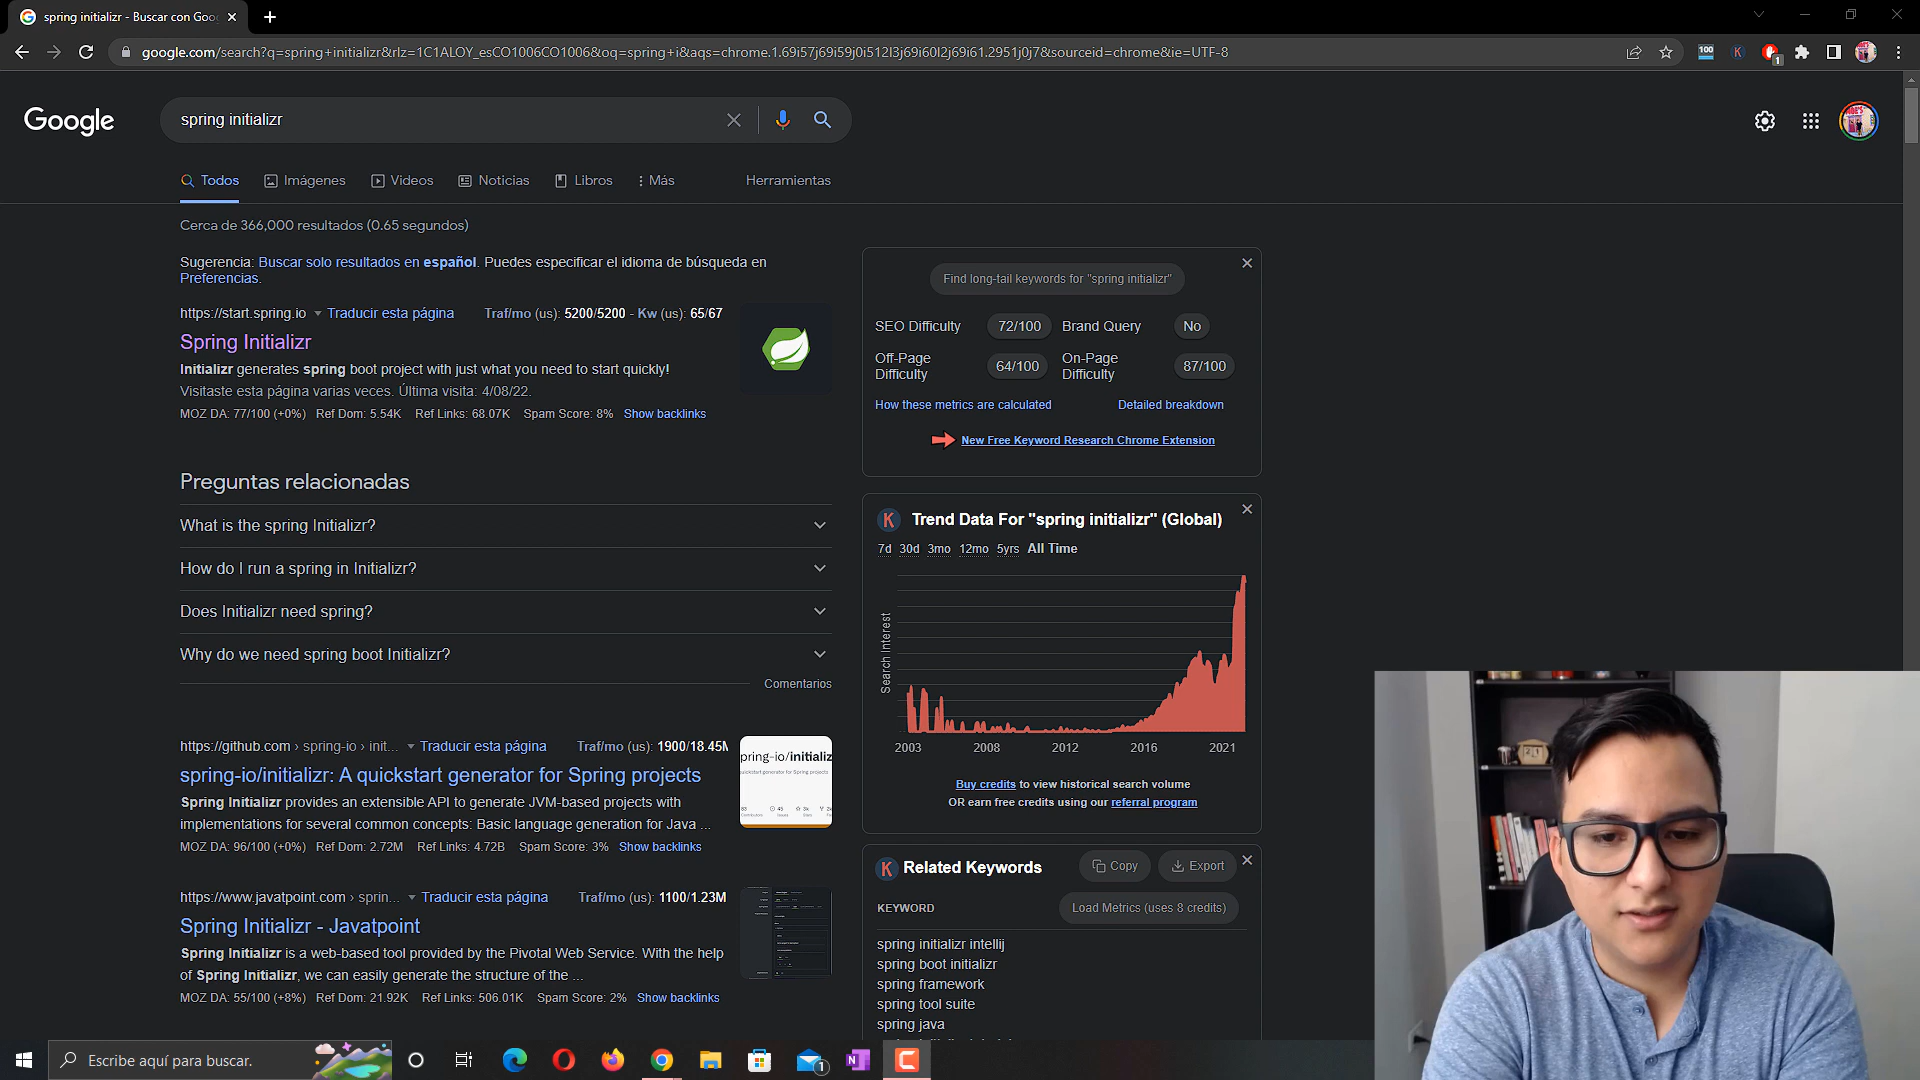 spring initializr - Buscar con Goo
google.com/search?q=spring+initializr&rlz=1C1ALOY_esCO1006CO1006&oq=spring+i&aqs=chrome.1.69i57j69i59j0i512l3j69i60l2j69i61.2951j0j7&sourceid=chrome&ie=UTF-8
100
K
1
Google
spring initializr
Todos
Imágenes
Videos
Noticias
Libros
Más
Herramientas
Cerca de 366,000 resultados (0.65 segundos)
Sugerencia: Buscar solo resultados en español. Puedes especificar el idioma de búsqueda en
Preferencias.
https://start.spring.io Traducir esta página Traf/mo (us): 5200/5200 - Kw (us): 65/67
Spring Initializr
Initializr generates spring boot project with just what you need to start quickly!
Visitaste esta página varias veces. Última visita: 4/08/22.
MOZ DA: 77/100 (+0%) Ref Dom: 5.54K Ref Links: 68.07K Spam Score: 8% Show backlinks
Preguntas relacionadas
What is the spring Initializr?
How do I run a spring in Initializr?
Does Initializr need spring?
Why do we need spring boot Initializr?
Comentarios
https://github.com › spring-io › init... Traducir esta página Traf/mo (us): 1900/18.45M
spring-io/initializr: A quickstart generator for Spring projects
Spring Initializr provides an extensible API to generate JVM-based projects with
implementations for several common concepts: Basic language generation for Java ...
MOZ DA: 96/100 (+0%) Ref Dom: 2.72M Ref Links: 4.72B Spam Score: 3% Show backlinks
pring-io/initializ
https://www.javatpoint.com › sprin... Traducir esta página Traf/mo (us): 1100/1.23M
Spring Initializr - Javatpoint
Spring Initializr is a web-based tool provided by the Pivotal Web Service. With the help
of Spring Initializr, we can easily generate the structure of the ...
MOZ DA: 55/100 (+8%) Ref Dom: 21.92K Ref Links: 506.01K Spam Score: 2% Show backlinks
Find long-tail keywords for "spring initializr"
SEO Difficulty 72/100 Brand Query No
Off-Page Difficulty 64/100 On-Page Difficulty 87/100
How these metrics are calculated Detailed breakdown
New Free Keyword Research Chrome Extension
K Trend Data For "spring initializr" (Global)
7d 30d 3mo 12mo 5yrs All Time
Search Interest
2003 2008 2012 2016 2021
Buy credits to view historical search volume
OR earn free credits using our referral program
K Related Keywords Copy Export
KEYWORD Load Metrics (uses 8 credits)
spring initializr intellij
spring boot initializr
spring framework
spring tool suite
spring java
Escribe aquí para buscar.
1